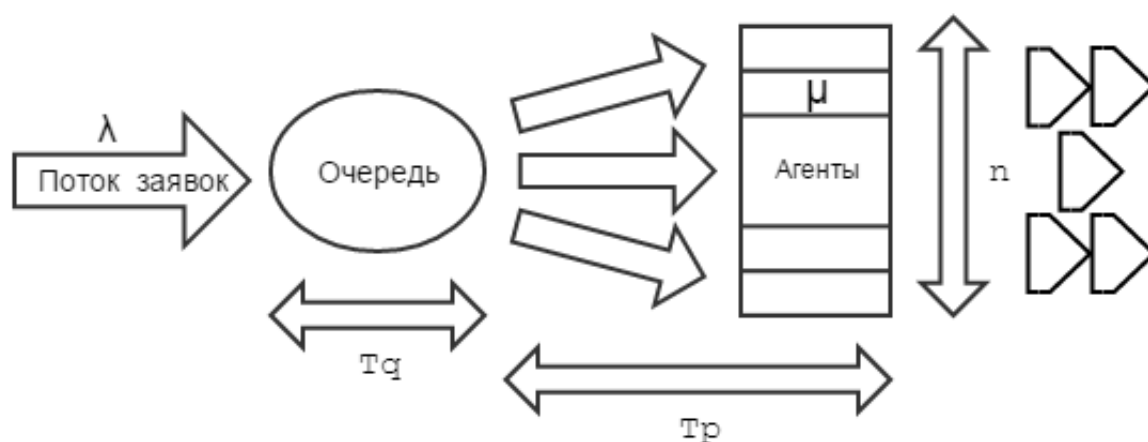 λ
Поток заявок
Очередь
μ
Агенты
n
Tq
Tp